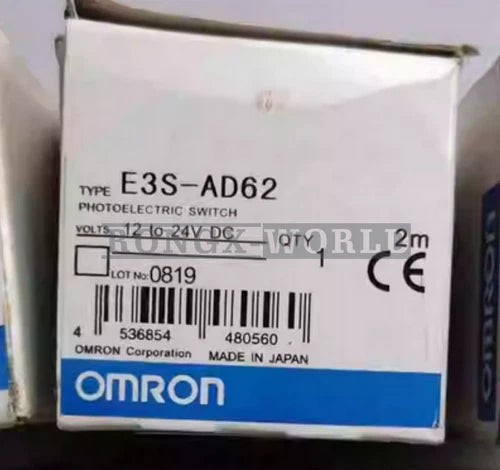 TYPE E3S-AD62
PHOTOELECTRIC SWITCH
VOLTS 12 to 24V DC QTY 1 2m
RONGX WORLD
LOT No: 0819
CE
4 536854 480560
OMRON Corporation MADE IN JAPAN
OMRON
OMRON